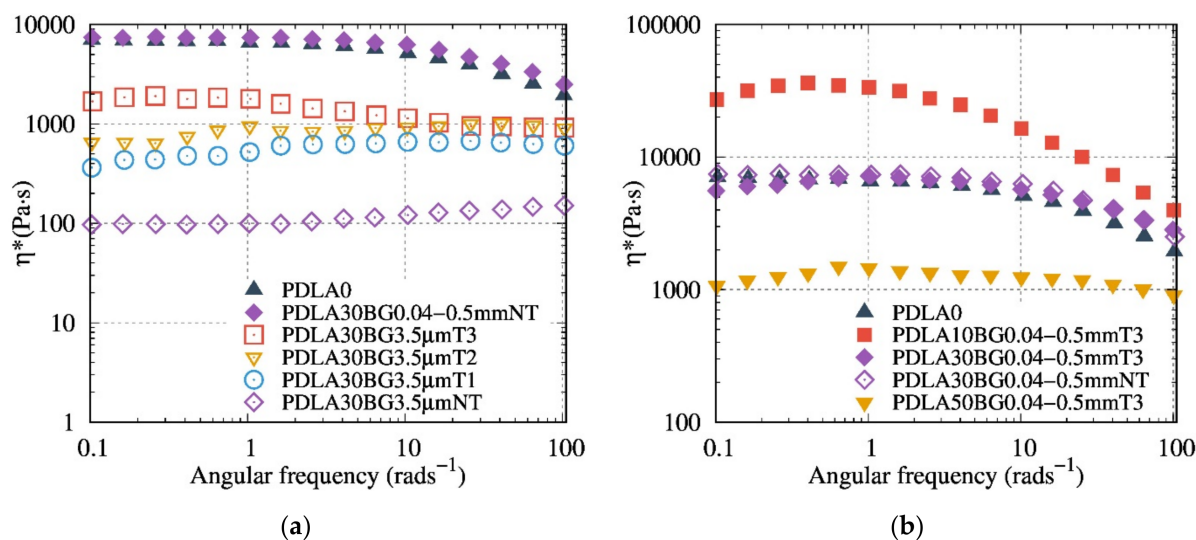 10000
1000
100
10
1
η*(Pa·s)
PDLA0
PDLA30BG0.04−0.5mmNT
PDLA30BG3.5μmT3
PDLA30BG3.5μmT2
PDLA30BG3.5μmT1
PDLA30BG3.5μmNT
0.1 1 10 100
Angular frequency (rads⁻¹)
(a)
100000
10000
1000
100
η*(Pa·s)
PDLA0
PDLA10BG0.04−0.5mmT3
PDLA30BG0.04−0.5mmT3
PDLA30BG0.04−0.5mmNT
PDLA50BG0.04−0.5mmT3
0.1 1 10 100
Angular frequency (rads⁻¹)
(b)